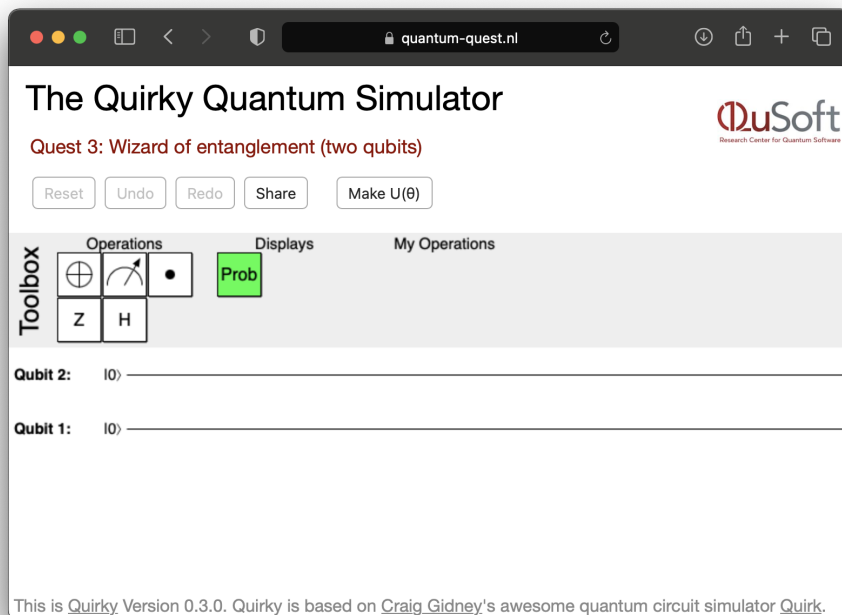 quantum-quest.nl
The Quirky Quantum Simulator
QuSoft
Research Center for Quantum Software
Quest 3: Wizard of entanglement (two qubits)
Reset Undo Redo Share Make U(θ)
Toolbox
Operations Displays My Operations
Prob
Z H
Qubit 2: |0⟩
Qubit 1: |0⟩
This is Quirky Version 0.3.0. Quirky is based on Craig Gidney's awesome quantum circuit simulator Quirk.